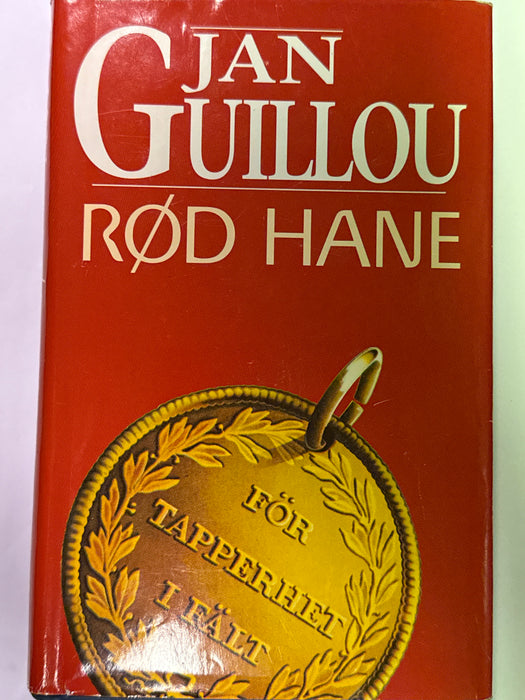 JAN
GUILLOU
RØD HANE
FÖR
TAPPERHET
I FÄLT